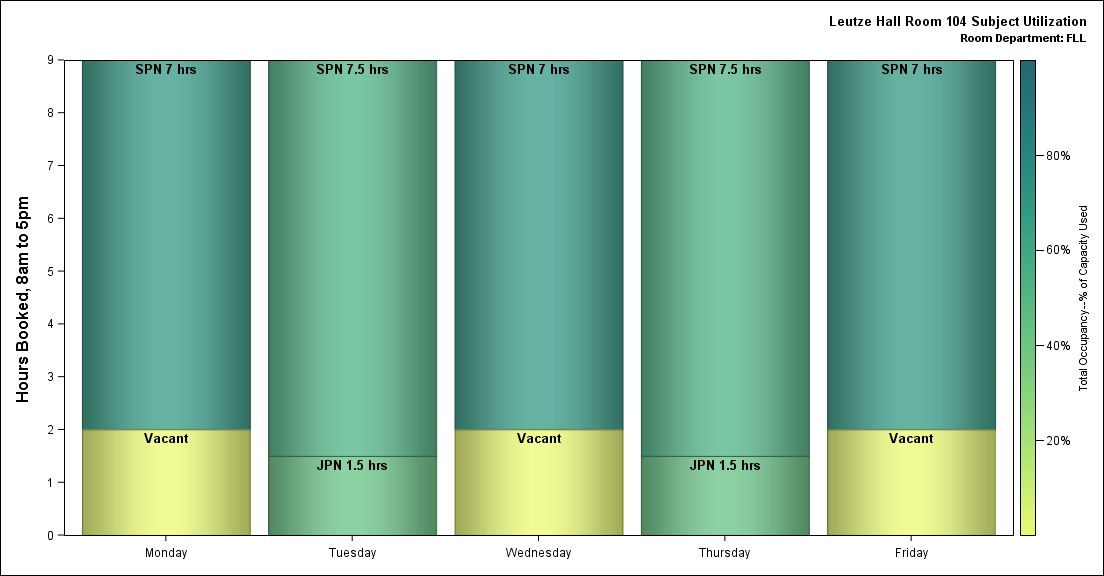 Leutze Hall Room 104 Subject Utilization
Room Department: FLL
Hours Booked, 8am to 5pm
9
8
7
6
5
4
3
2
1
0
SPN 7 hrs
SPN 7.5 hrs
SPN 7 hrs
SPN 7.5 hrs
SPN 7 hrs
Vacant
JPN 1.5 hrs
Vacant
JPN 1.5 hrs
Vacant
Monday
Tuesday
Wednesday
Thursday
Friday
80%
60%
40%
20%
Total Occupancy--% of Capacity Used